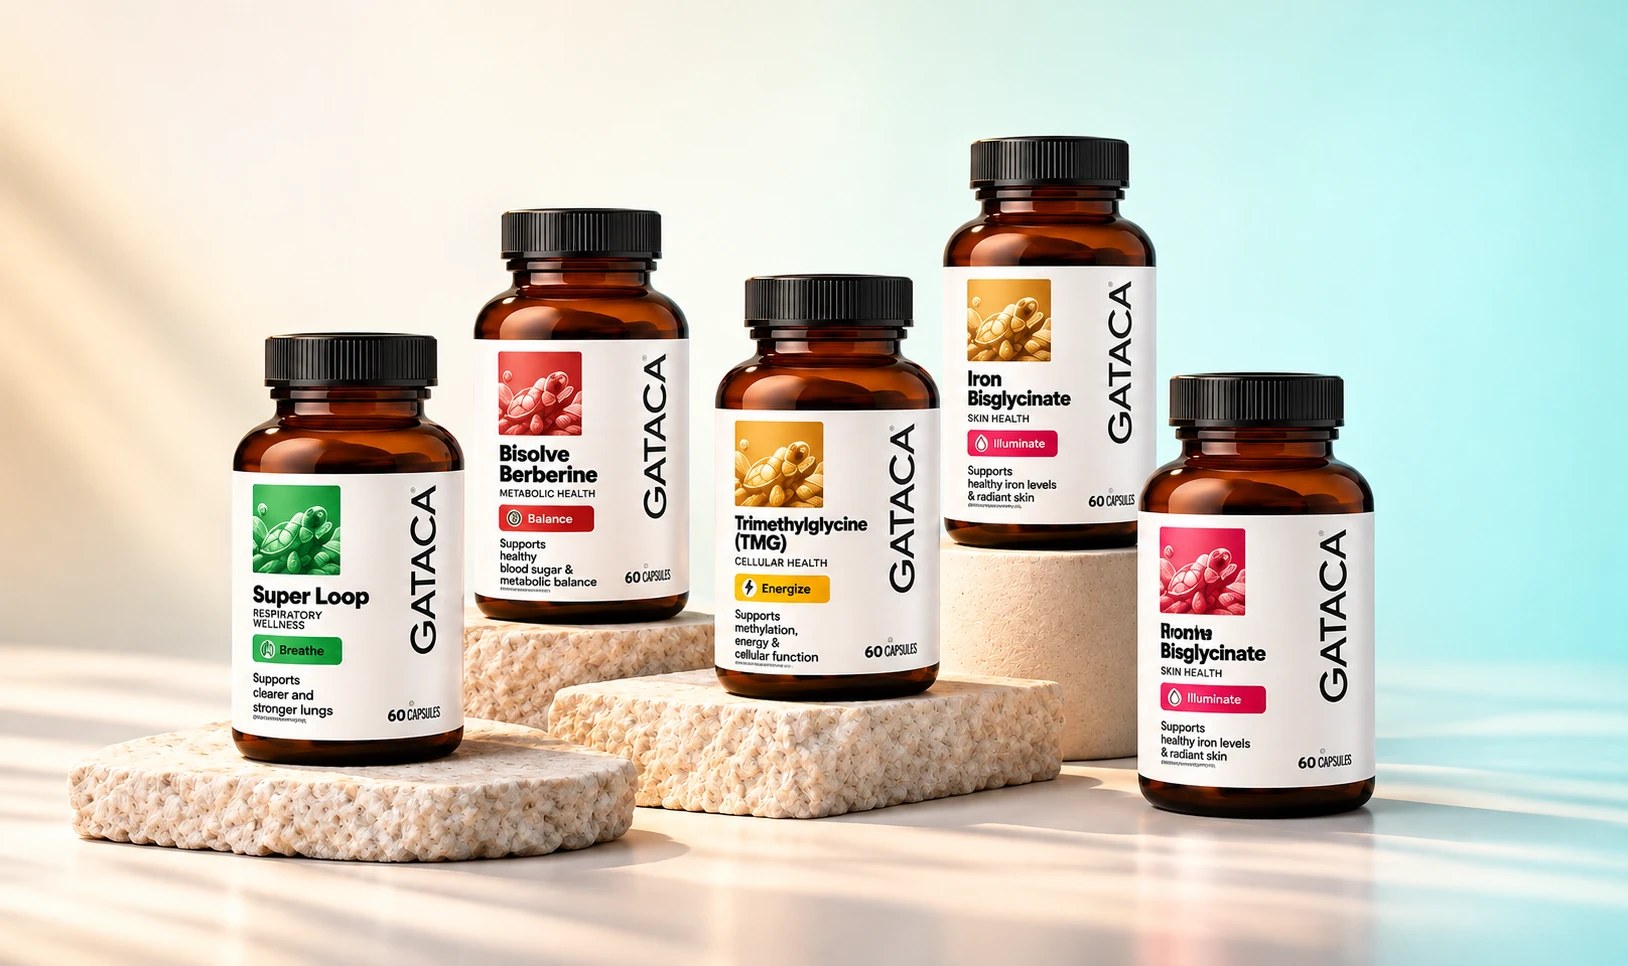 Super Loop
RESPIRATORY
WELLNESS
Breathe
Supports
clearer and
stronger lungs
60 CAPSULES
GATACA
Bisolve
Berberine
METABOLIC HEALTH
Balance
Supports
healthy
blood sugar &
metabolic balance
60 CAPSULES
GATACA
Trimethylglycine
(TMG)
CELLULAR HEALTH
Energize
Supports
methylation,
energy &
cellular function
60 CAPSULES
GATACA
Iron
Bisglycinate
SKIN HEALTH
Illuminate
Supports
healthy iron levels
& radiant skin
60 CAPSULES
GATACA
Bisglycinate
SKIN HEALTH
Illuminate
Supports
healthy iron levels
& radiant skin
60 CAPSULES
GATACA